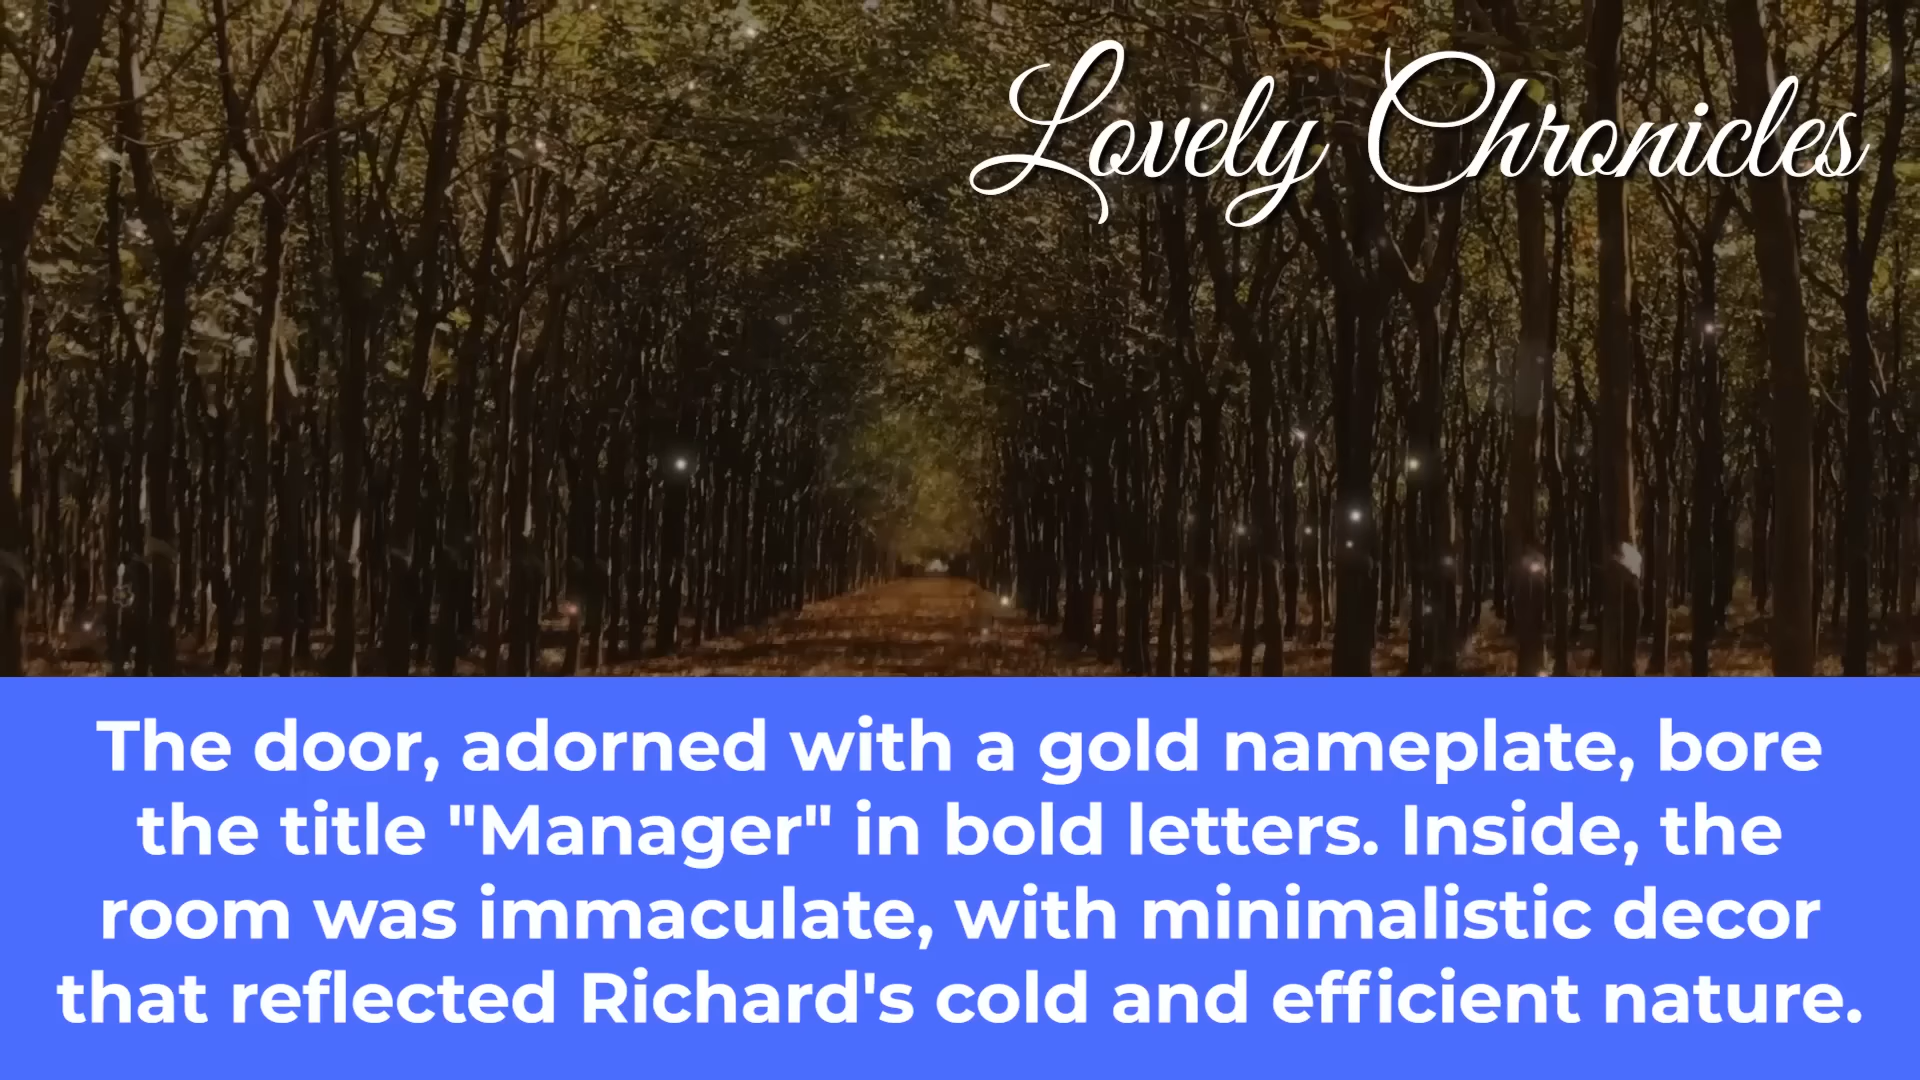 Lovely Chronicles
The door, adorned with a gold nameplate, bore
the title "Manager" in bold letters. Inside, the
room was immaculate, with minimalistic decor
that reflected Richard's cold and efficient nature.